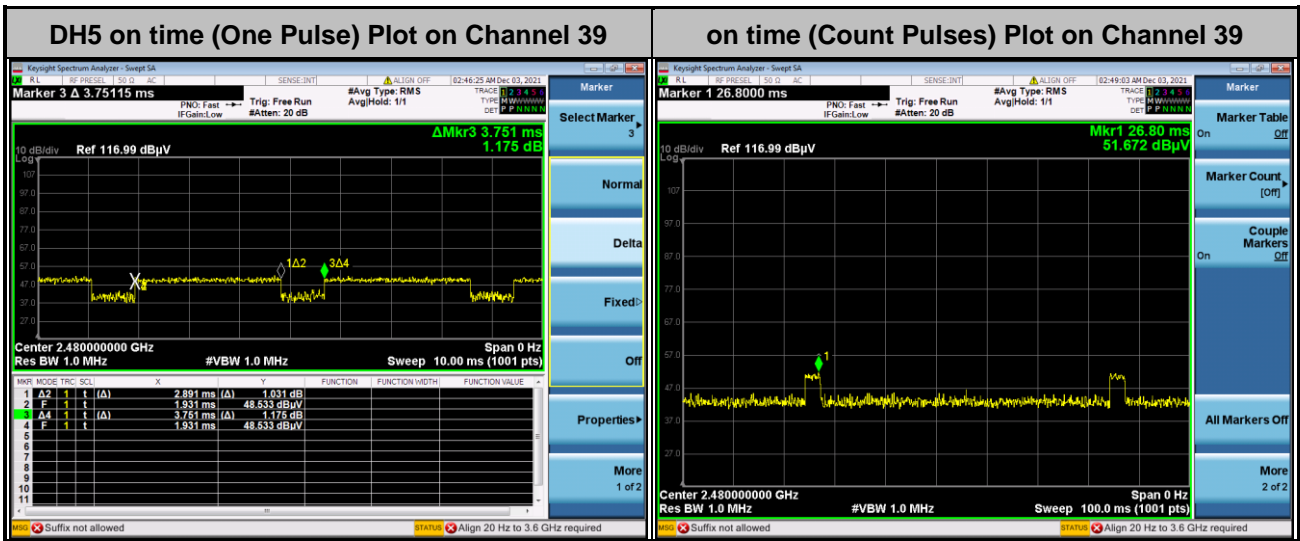 DH5 on time (One Pulse) Plot on Channel 39
on time (Count Pulses) Plot on Channel 39
Keysight Spectrum Analyzer - Swept SA
RL RF PRESEL 50 Ω AC SENSE:INT ALIGN OFF 02:46:25 AM Dec 03, 2021
Marker 3 Δ 3.75115 ms
PNO: Fast
IFGain:Low
Trig: Free Run
#Atten: 20 dB
#Avg Type: RMS
Avg|Hold: 1/1
TRACE 1 2 3 4 5 6
TYPE MWWWWW
DET P P N N N N
ΔMkr3 3.751 ms
1.175 dB
10 dB/div Ref 116.99 dBµV
Log
107
97.0
87.0
77.0
67.0
57.0
47.0
37.0
27.0
1Δ2
3Δ4
X
Center 2.480000000 GHz Span 0 Hz
Res BW 1.0 MHz #VBW 1.0 MHz Sweep 10.00 ms (1001 pts)
MKR MODE TRC SCL X Y FUNCTION FUNCTION WIDTH FUNCTION VALUE
1 Δ2 1 t (Δ) 2.891 ms (Δ) 1.031 dB
2 F 1 t 1.931 ms 48.533 dBµV
3 Δ4 1 t (Δ) 3.751 ms (Δ) 1.175 dB
4 F 1 t 1.931 ms 48.533 dBµV
5
6
7
8
9
10
11
MSG Suffix not allowed STATUS Align 20 Hz to 3.6 GHz required
Marker
Select Marker
3
Normal
Delta
Fixed
Off
Properties
More
1 of 2
Keysight Spectrum Analyzer - Swept SA
RL RF PRESEL 50 Ω AC SENSE:INT ALIGN OFF 02:49:03 AM Dec 03, 2021
Marker 1 26.8000 ms
PNO: Fast
IFGain:Low
Trig: Free Run
#Atten: 20 dB
#Avg Type: RMS
Avg|Hold: 1/1
TRACE 1 2 3 4 5 6
TYPE MWWWWW
DET P P N N N N
Mkr1 26.80 ms
51.672 dBµV
10 dB/div Ref 116.99 dBµV
Log
107
97.0
87.0
77.0
67.0
57.0
47.0
37.0
27.0
1
Center 2.480000000 GHz Span 0 Hz
Res BW 1.0 MHz #VBW 1.0 MHz Sweep 100.0 ms (1001 pts)
MSG Suffix not allowed STATUS Align 20 Hz to 3.6 GHz required
Marker
Marker Table
On Off
Marker Count
[Off]
Couple
Markers
On Off
All Markers Off
More
2 of 2